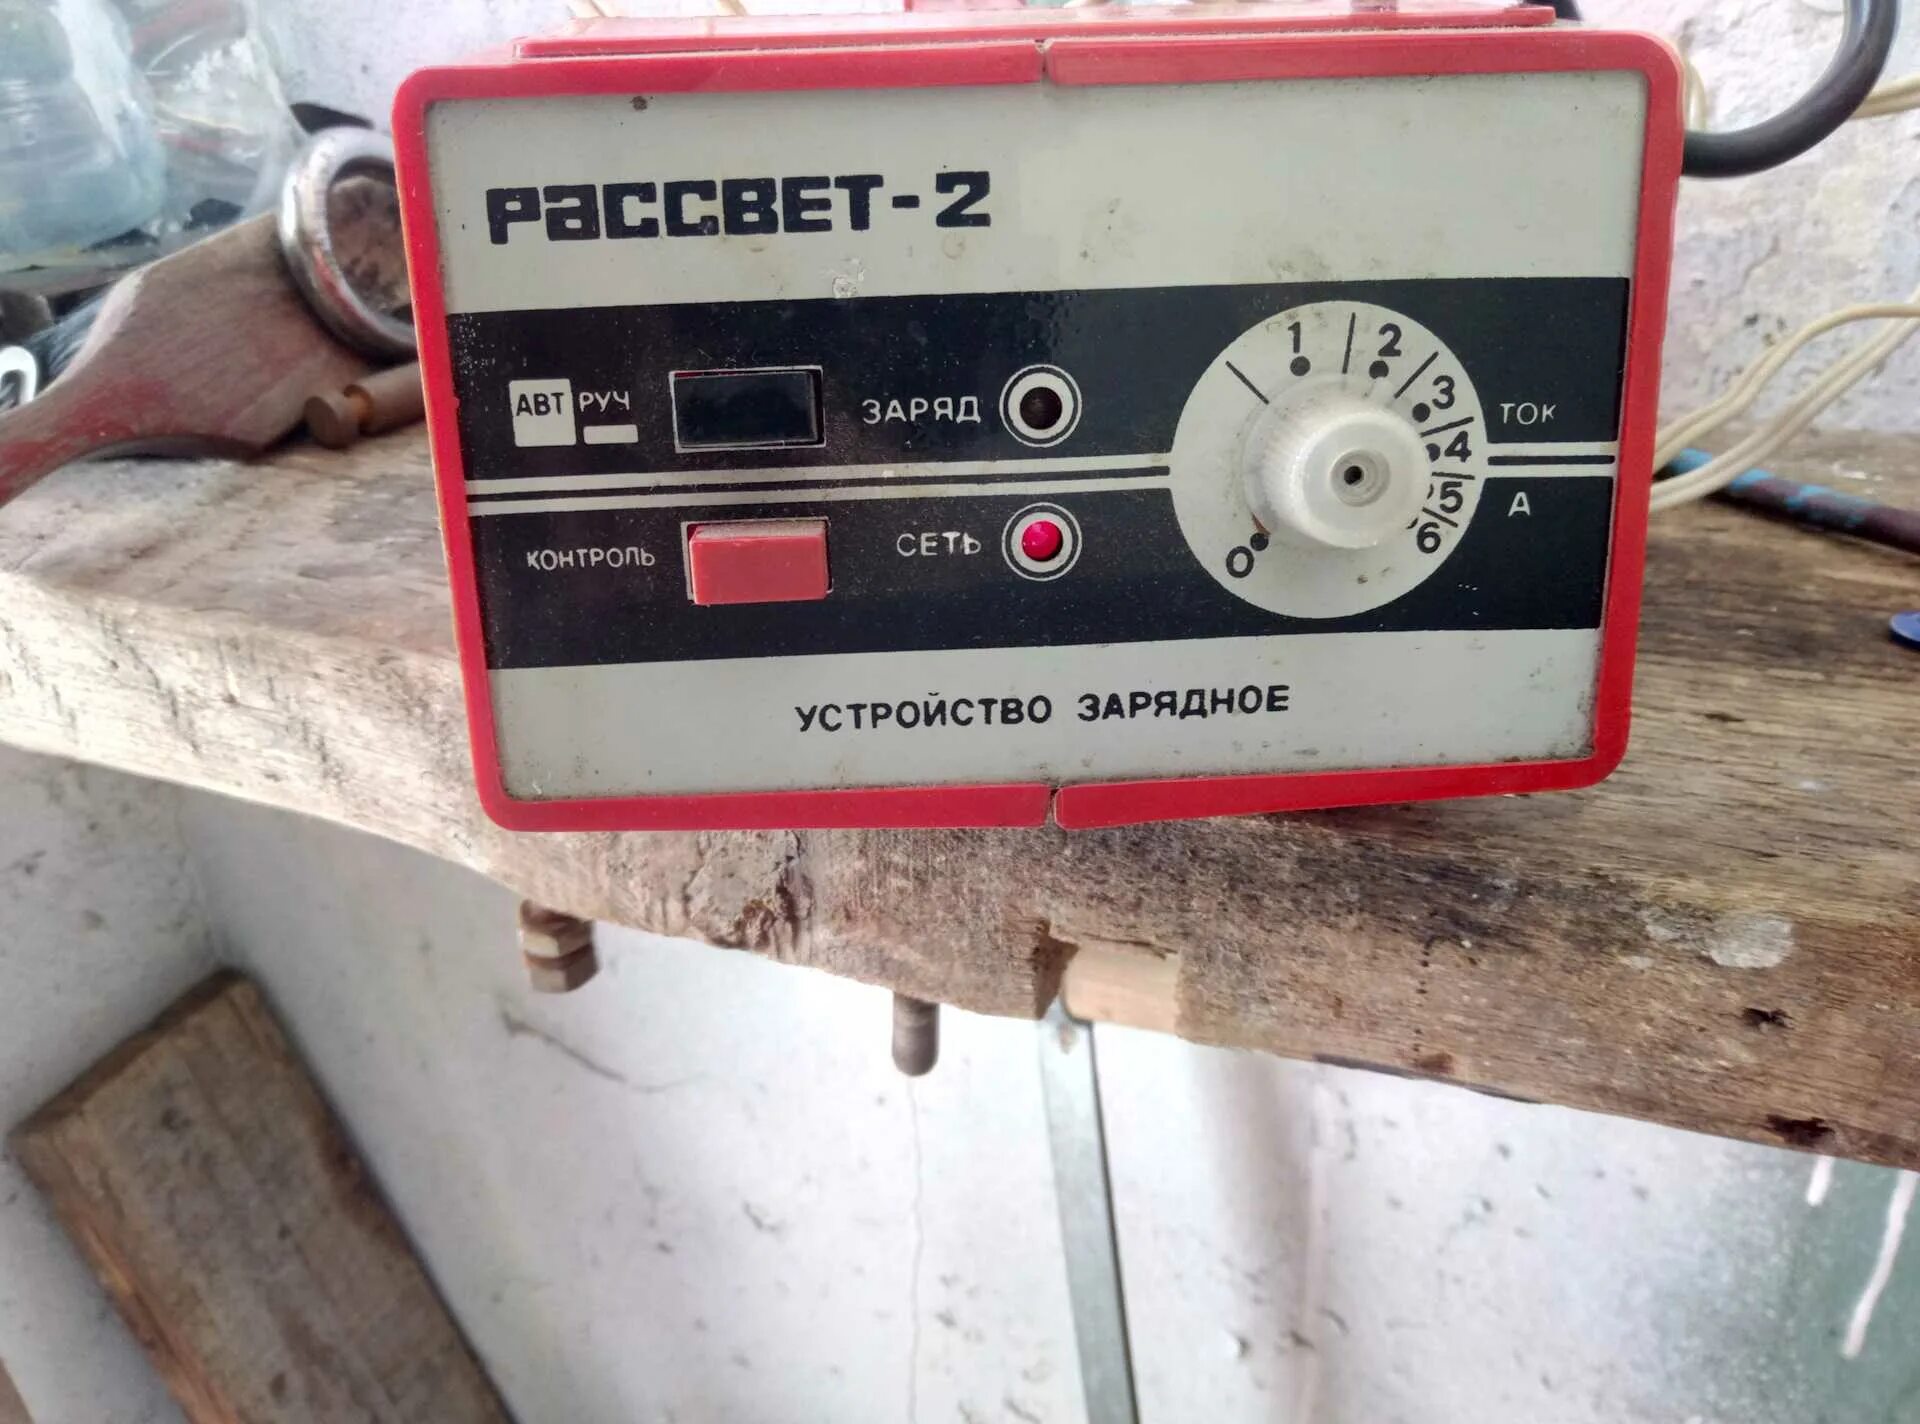 РАССВЕТ-2
АВТ РУЧ
ЗАРЯД
КОНТРОЛЬ
СЕТЬ
0 1 2 3 4 5 6
ТОК
А
УСТРОЙСТВО ЗАРЯДНОЕ